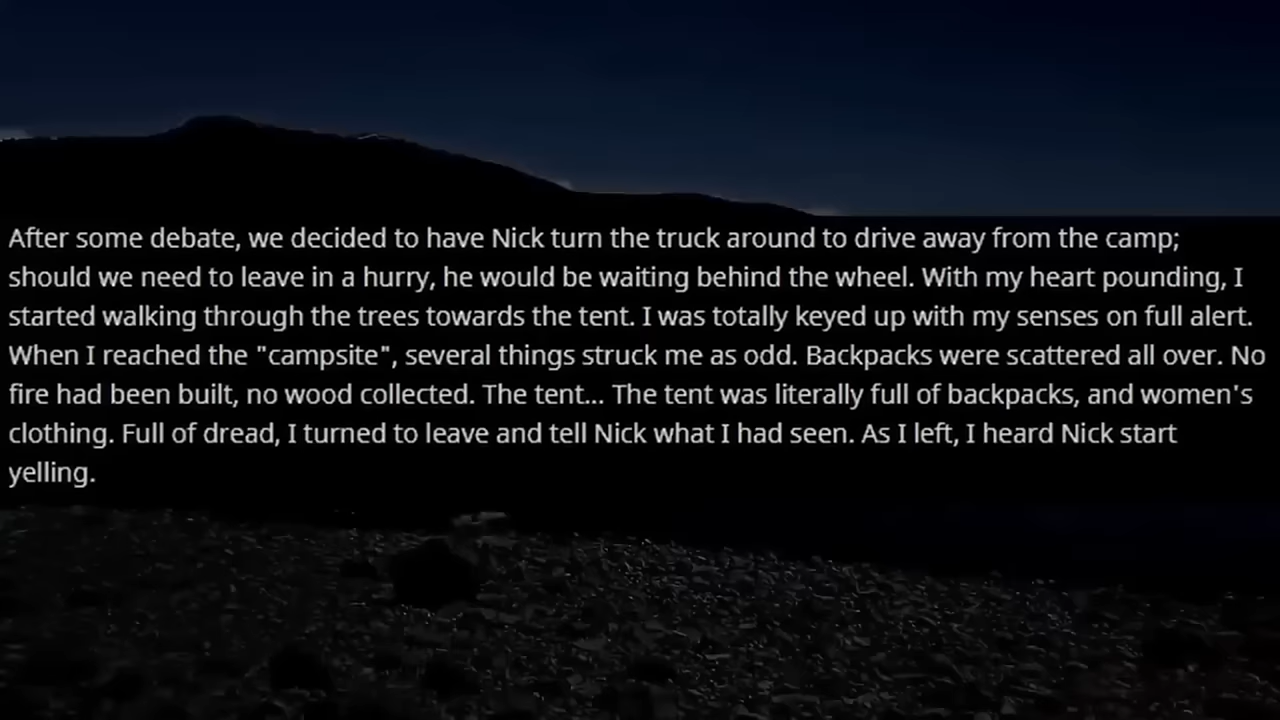 After some debate, we decided to have Nick turn the truck around to drive away from the camp;
should we need to leave in a hurry, he would be waiting behind the wheel. With my heart pounding, I
started walking through the trees towards the tent. I was totally keyed up with my senses on full alert.
When I reached the "campsite", several things struck me as odd. Backpacks were scattered all over. No
fire had been built, no wood collected. The tent... The tent was literally full of backpacks, and women's
clothing. Full of dread, I turned to leave and tell Nick what I had seen. As I left, I heard Nick start
yelling.